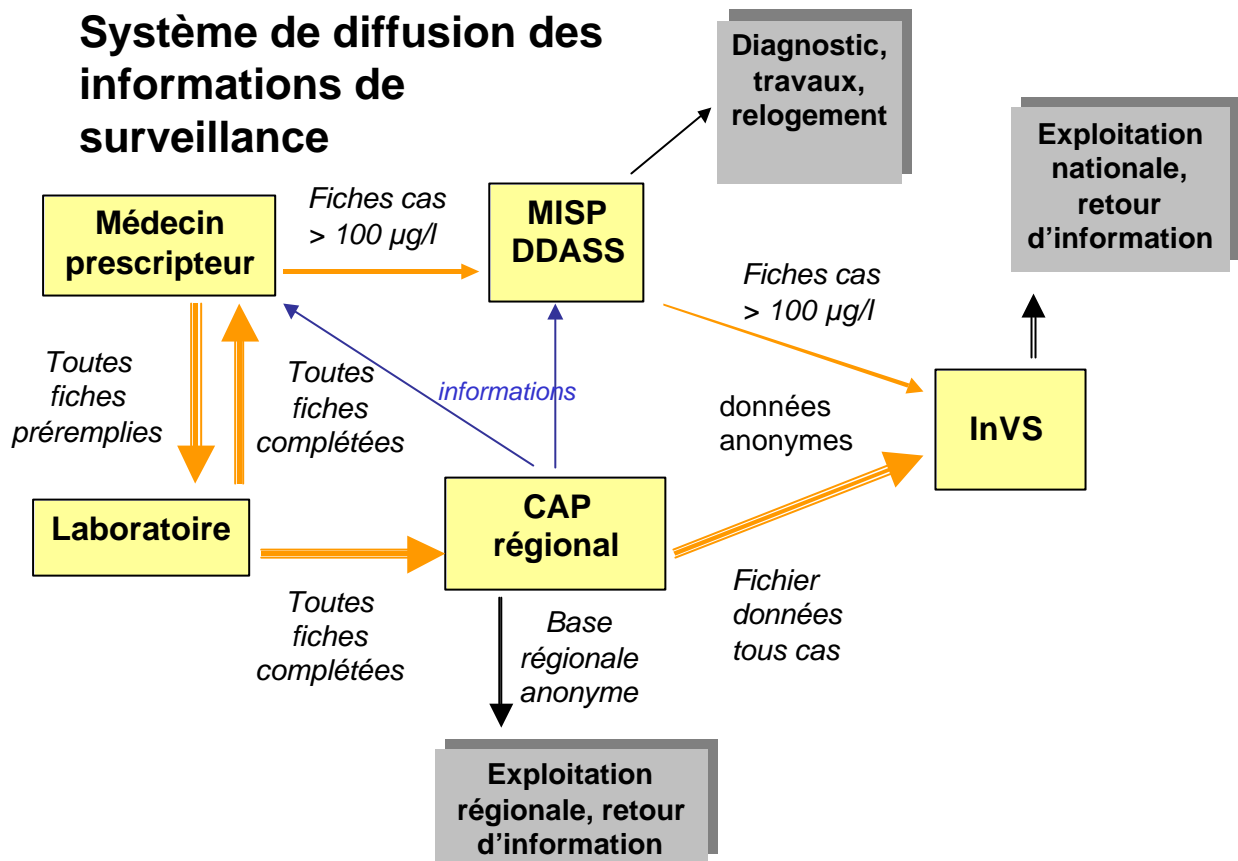 Système de diffusion des
informations de
surveillance
Diagnostic,
travaux,
relogement
Exploitation
nationale,
retour
d’information
Médecin
prescripteur
Fiches cas
> 100 µg/l
MISP
DDASS
Fiches cas
> 100 µg/l
Toutes
fiches
préremplies
Toutes
fiches
complétées
informations
données
anonymes
InVS
Laboratoire
CAP
régional
Toutes
fiches
complétées
Base
régionale
anonyme
Fichier
données
tous cas
Exploitation
régionale, retour
d’information